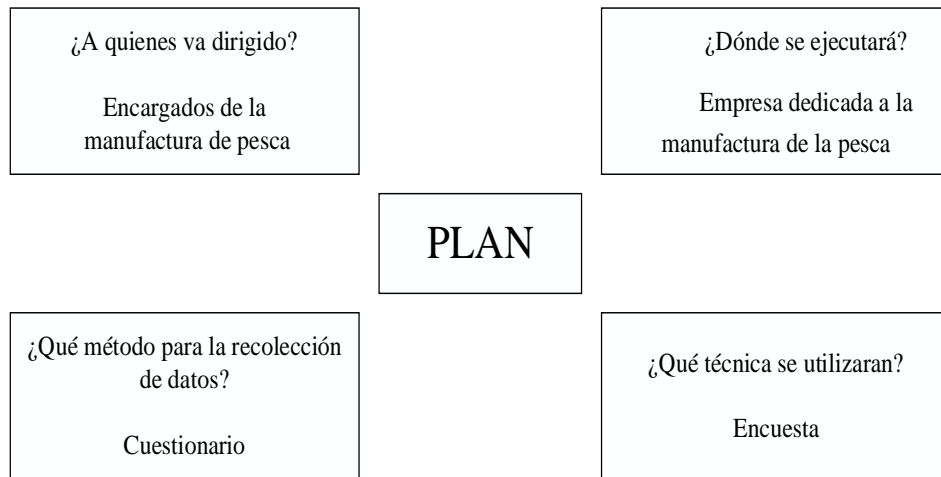 ¿A quienes va dirigido?
Encargados de la
manufactura de pesca
¿Dónde se ejecutará?
Empresa dedicada a la
manufactura de la pesca
PLAN
¿Qué método para la recolección
de datos?
Cuestionario
¿Qué técnica se utilizaran?
Encuesta